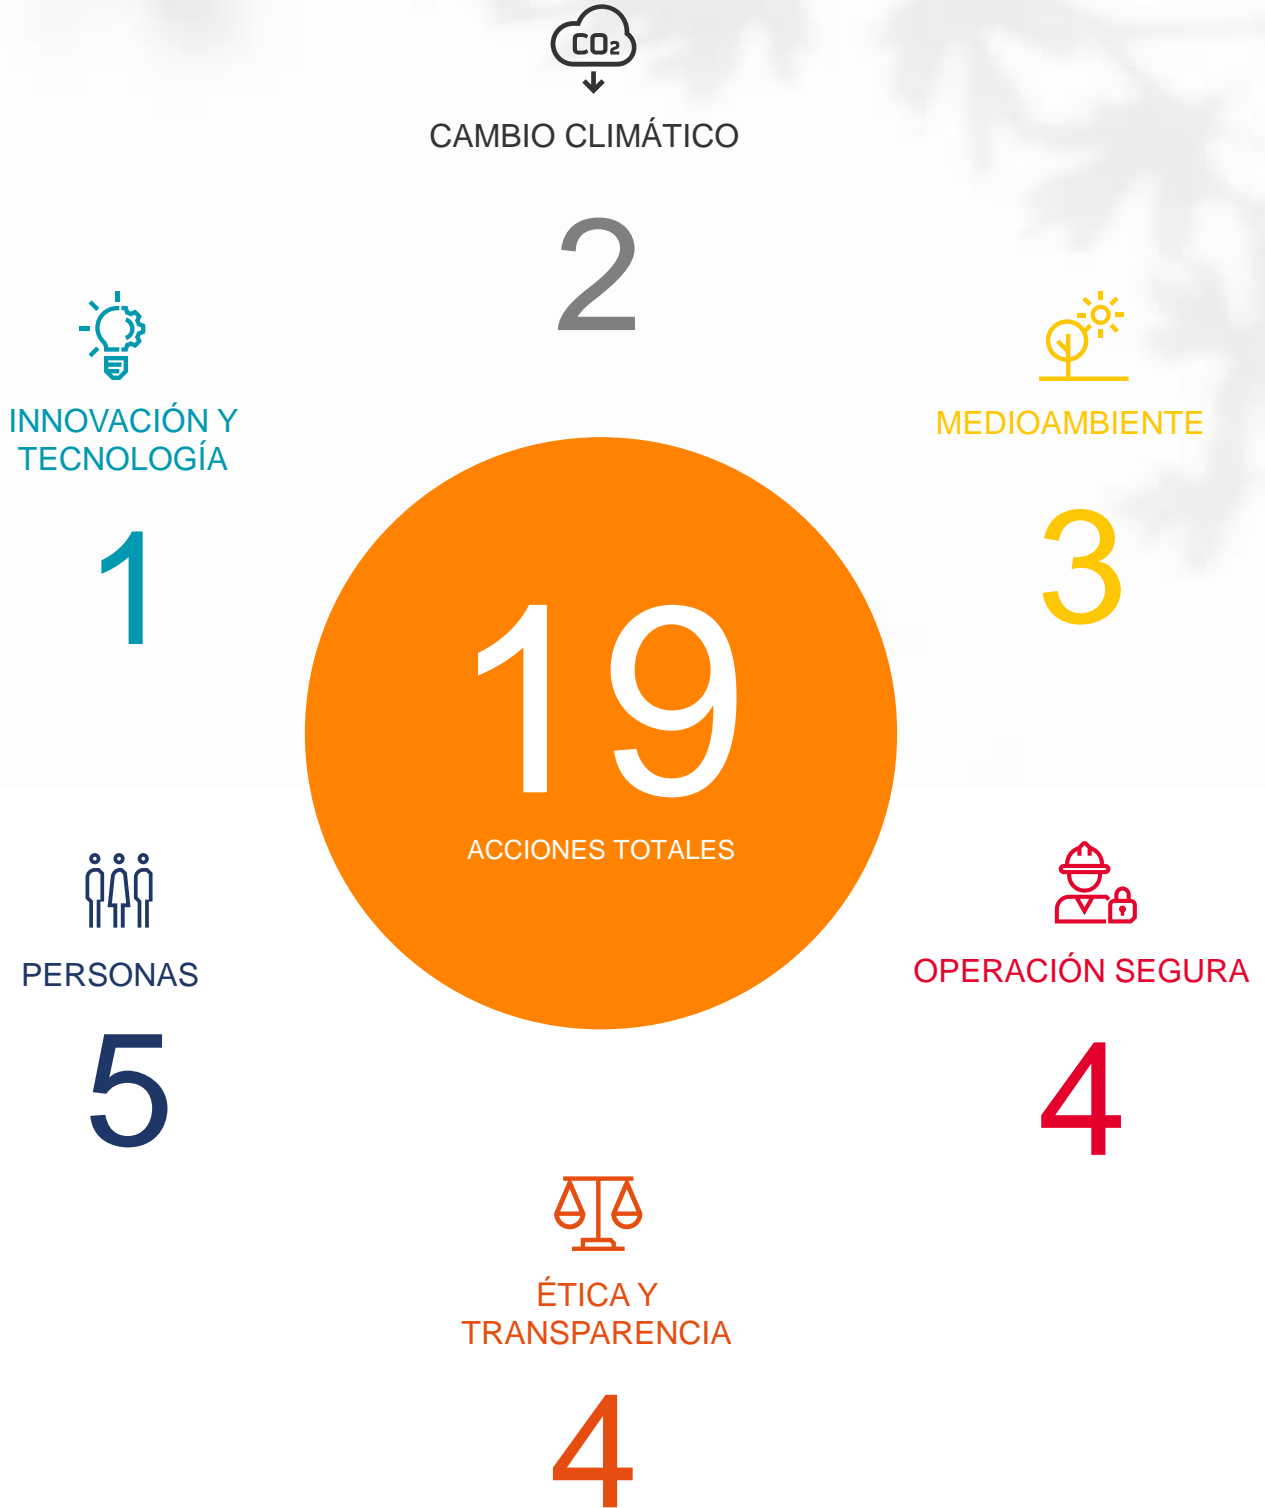 CO₂
CAMBIO CLIMÁTICO
2
INNOVACIÓN Y
TECNOLOGÍA
1
MEDIOAMBIENTE
3
19
ACCIONES TOTALES
PERSONAS
5
OPERACIÓN SEGURA
4
ÉTICA Y
TRANSPARENCIA
4